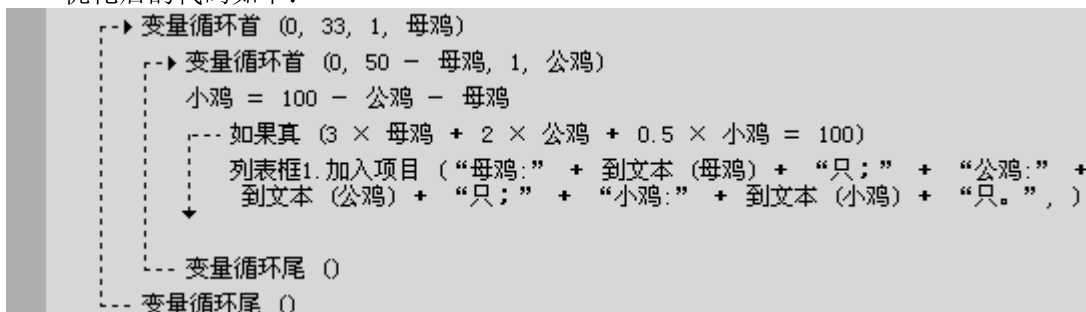 变量循环首 (0, 33, 1, 母鸡)
变量循环首 (0, 50 - 母鸡, 1, 公鸡)
小鸡 = 100 - 公鸡 - 母鸡
如果真 (3 × 母鸡 + 2 × 公鸡 + 0.5 × 小鸡 = 100)
列表框1.加入项目 (“母鸡:” + 到文本 (母鸡) + “只;” + “公鸡:” +
到文本 (公鸡) + “只;” + “小鸡:” + 到文本 (小鸡) + “只。”, )
变量循环尾 ()
变量循环尾 ()